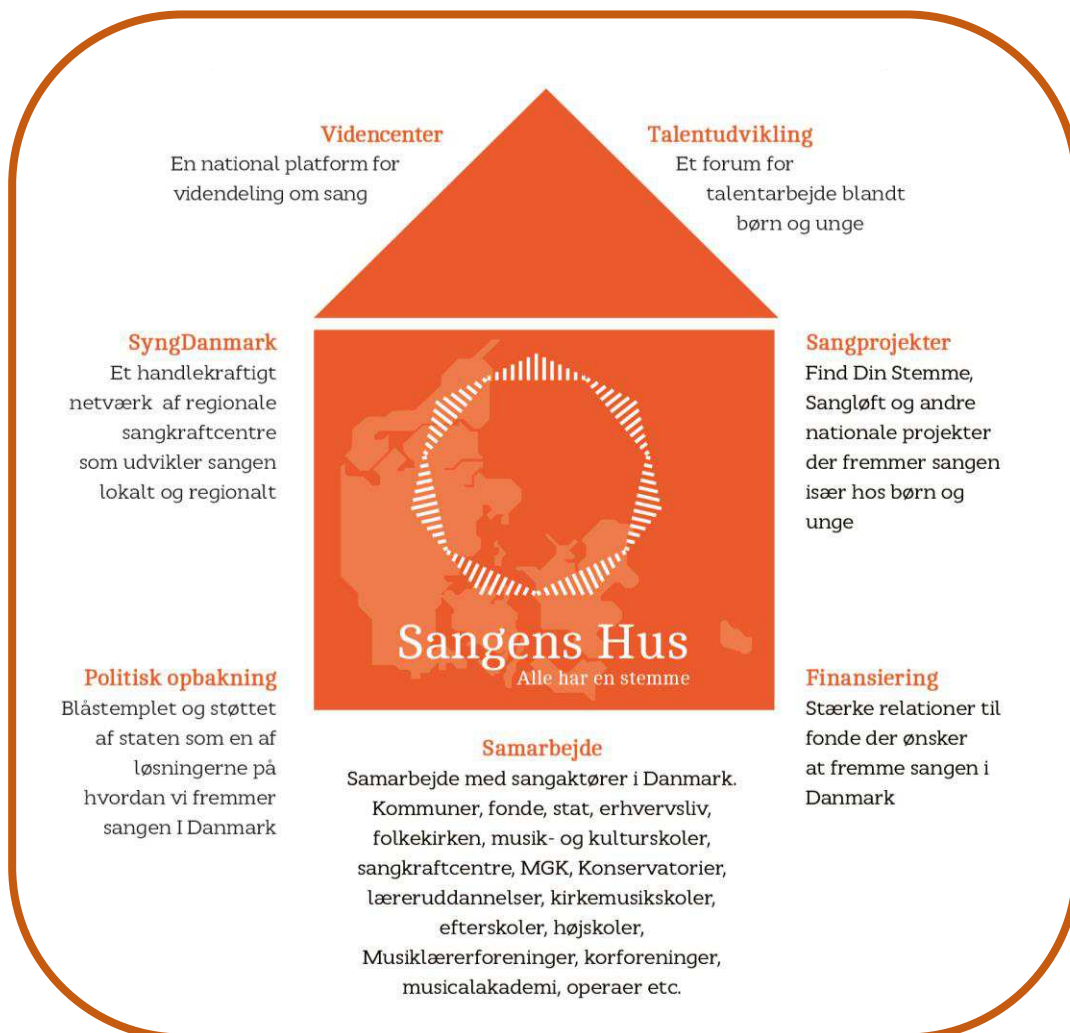 Videncenter
En national platform for
videndeling om sang
Talentudvikling
Et forum for
talentarbejde blandt
børn og unge
SyngDanmark
Et handlekraftigt
netværk af regionale
sangkraftcentre
som udvikler sangen
lokalt og regionalt
Sangprojekter
Find Din Stemme,
Sangløft og andre
nationale projekter
der fremmer sangen
især hos børn og
unge
Sangens Hus
Alle har en stemme
Politisk opbakning
Blåstemplet og støttet
af staten som en af
løsningerne på
hvordan vi fremmer
sangen I Danmark
Finansiering
Stærke relationer til
fonde der ønsker
at fremme sangen i
Danmark
Samarbejde
Samarbejde med sangaktører i Danmark.
Kommuner, fonde, stat, erhvervsliv,
folkekirken, musik- og kulturskoler,
sangkraftcentre, MGK, Konservatorier,
læreruddannelser, kirkemusikskoler,
efterskoler, højskoler,
Musiklærerforeninger, korforeninger,
musicalakademi, operaer etc.